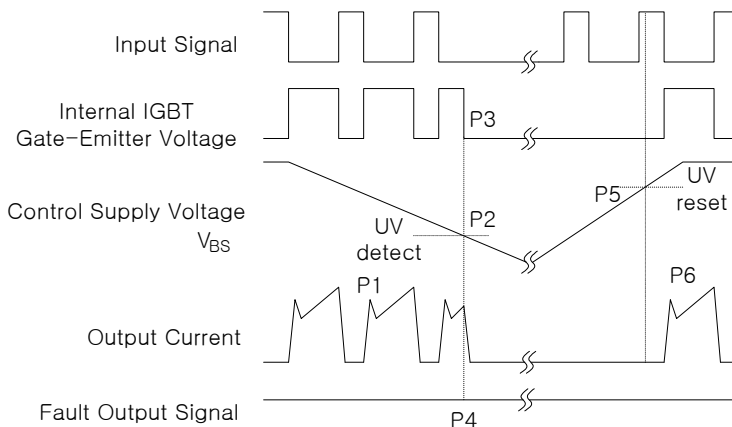 Input Signal
Internal IGBT
Gate-Emitter Voltage
P3
Control Supply Voltage
VBS
UV
detect
P2
P5
UV
reset
P1
P6
Output Current
Fault Output Signal
P4